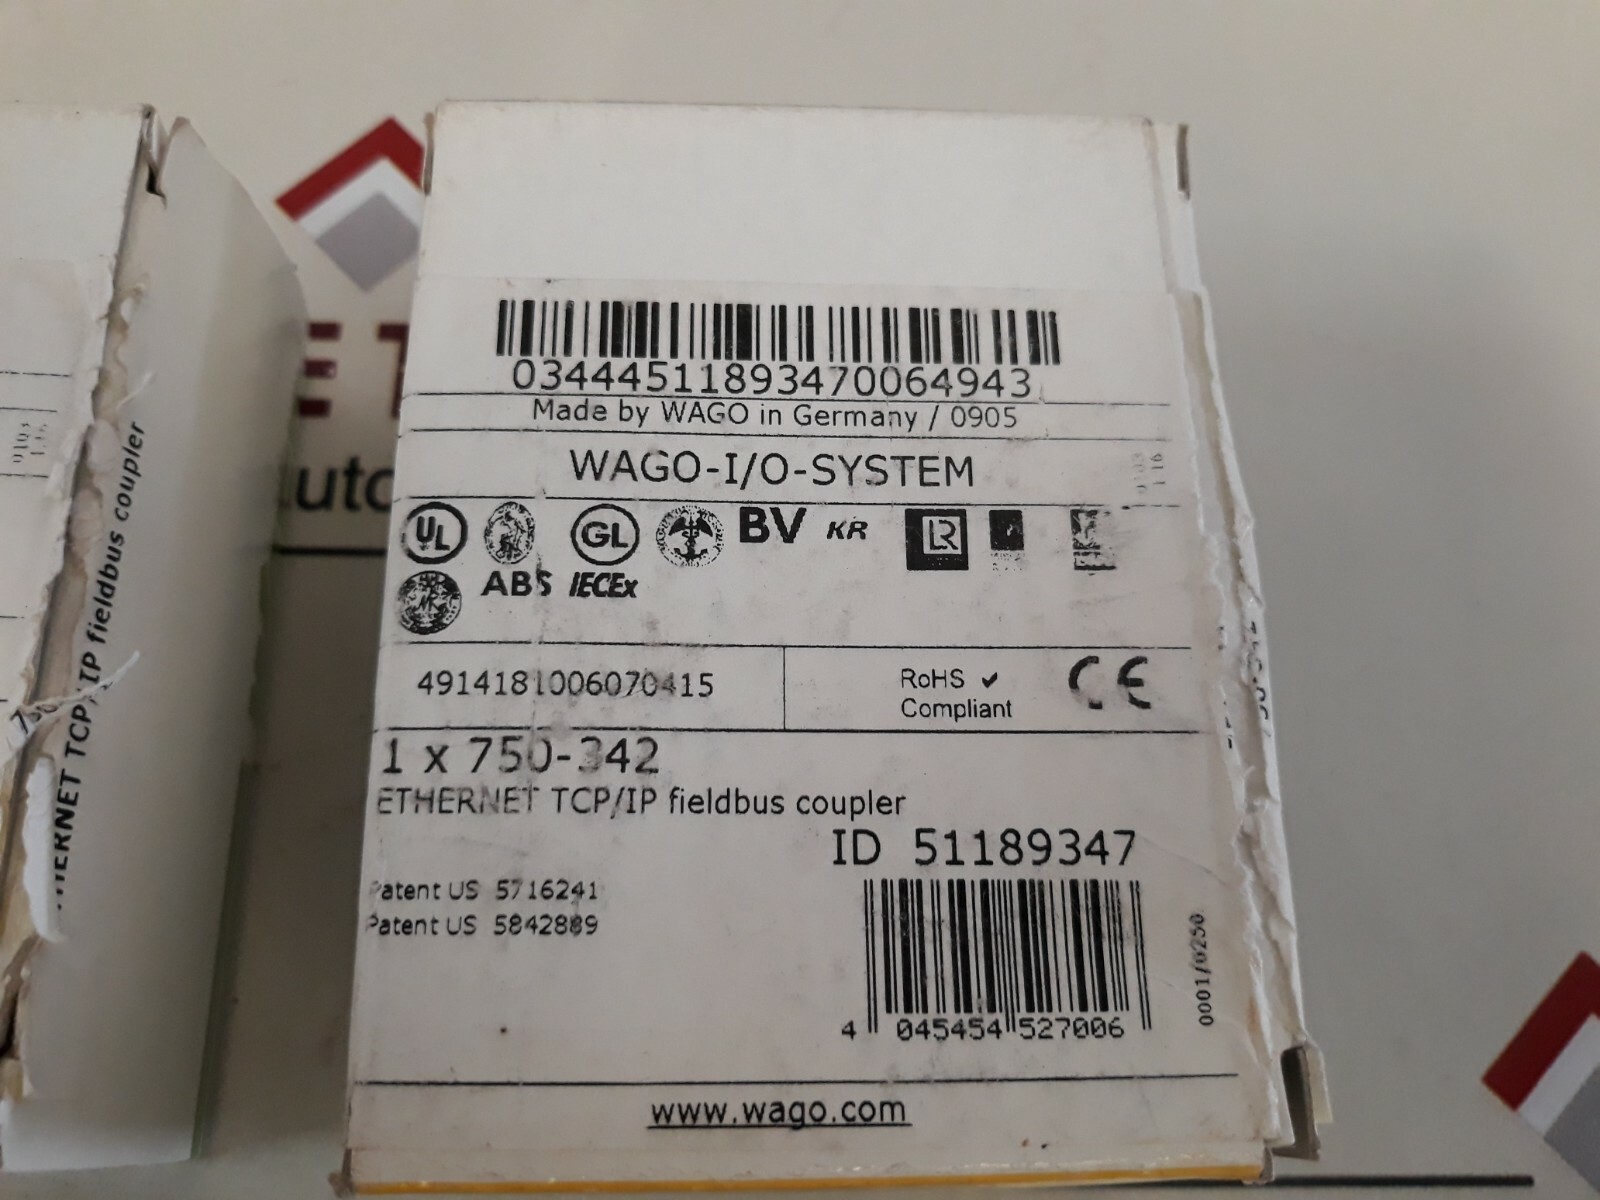 03444511893470064943
Made by WAGO in Germany / 0905
WAGO-I/O-SYSTEM
UL GL BV KR LR
ABS IECEx
4914181006070415
RoHS ✓
Compliant
CE
1 x 750-342
ETHERNET TCP/IP fieldbus coupler
ID 51189347
Patent US 5716241
Patent US 5842889
4 045454 527006
0001/0250
www.wago.com
TCP/IP fieldbus coupler